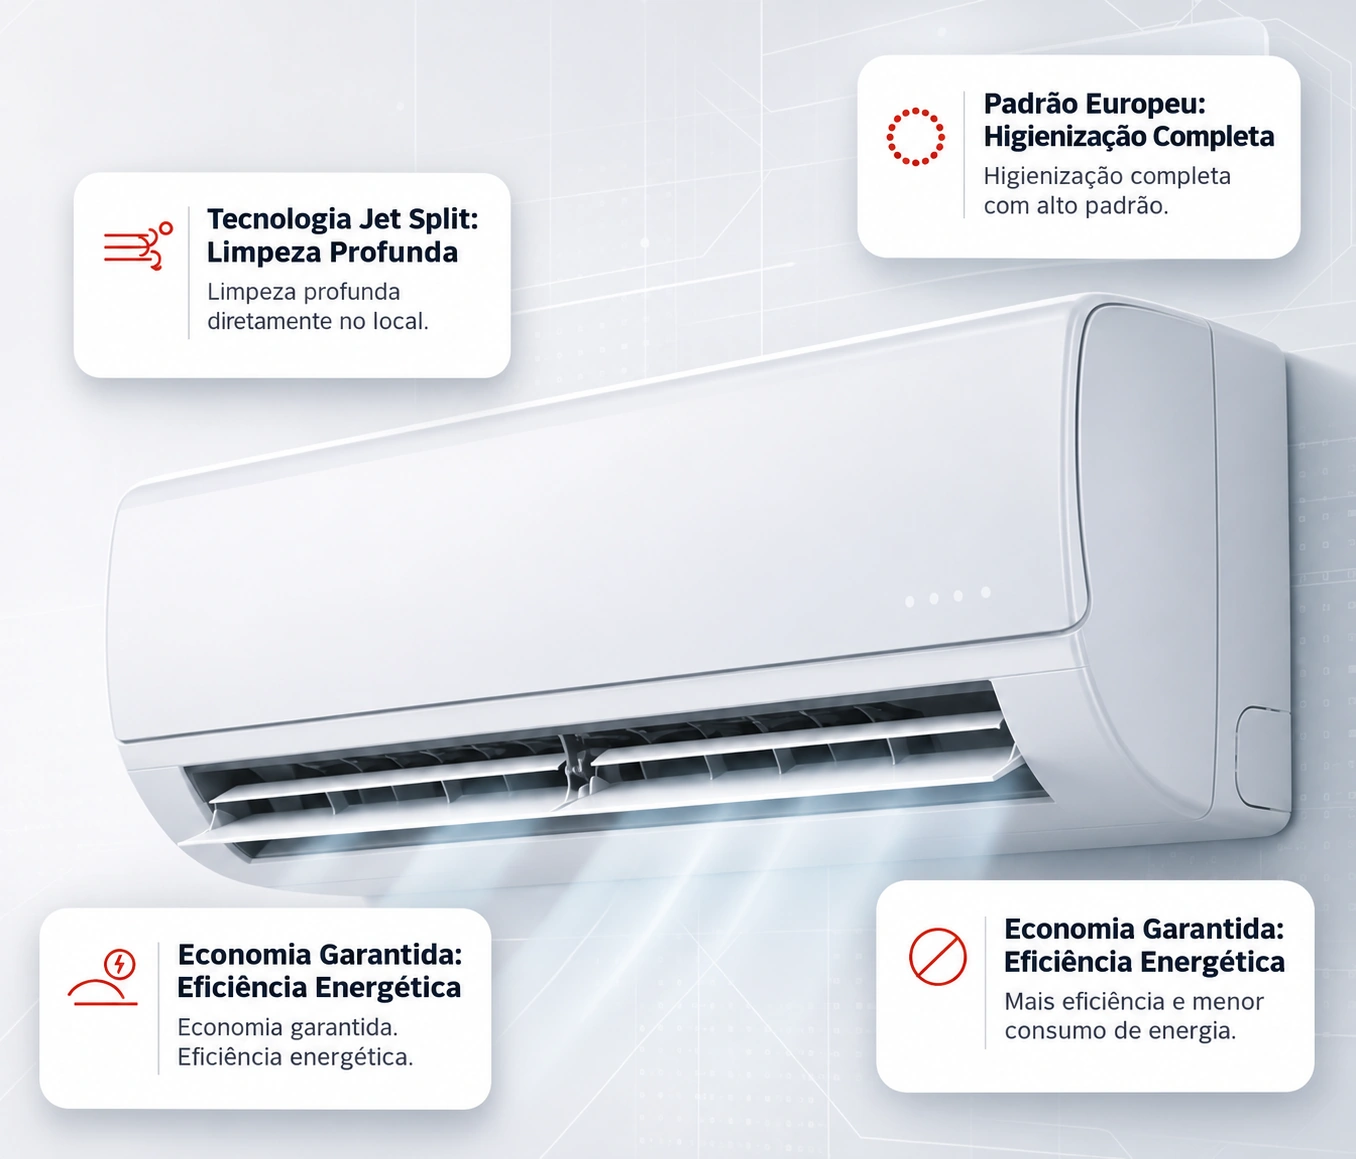 Padrão Europeu:
Higienização Completa
Higienização completa
com alto padrão.
Tecnologia Jet Split:
Limpeza Profunda
Limpeza profunda
diretamente no local.
Economia Garantida:
Eficiência Energética
Economia garantida.
Eficiência energética.
Economia Garantida:
Eficiência Energética
Mais eficiência e menor
consumo de energia.